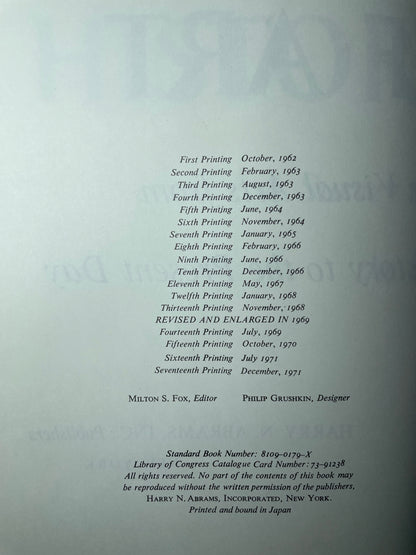 First Printing October, 1962
Second Printing February, 1963
Third Printing August, 1963
Fourth Printing December, 1963
Fifth Printing June, 1964
Sixth Printing November, 1964
Seventh Printing January, 1965
Eighth Printing February, 1966
Ninth Printing June, 1966
Tenth Printing December, 1966
Eleventh Printing May, 1967
Twelfth Printing January, 1968
Thirteenth Printing November, 1968
REVISED AND ENLARGED IN 1969
Fourteenth Printing July, 1969
Fifteenth Printing October, 1970
Sixteenth Printing July 1971
Seventeenth Printing December, 1971
MILTON S. FOX, Editor PHILIP GRUSHKIN, Designer
Standard Book Number: 8109-0179-X
Library of Congress Catalogue Card Number: 73-91238
All rights reserved. No part of the contents of this book may
be reproduced without the written permission of the publishers,
HARRY N. ABRAMS, INCORPORATED, NEW YORK.
Printed and bound in Japan